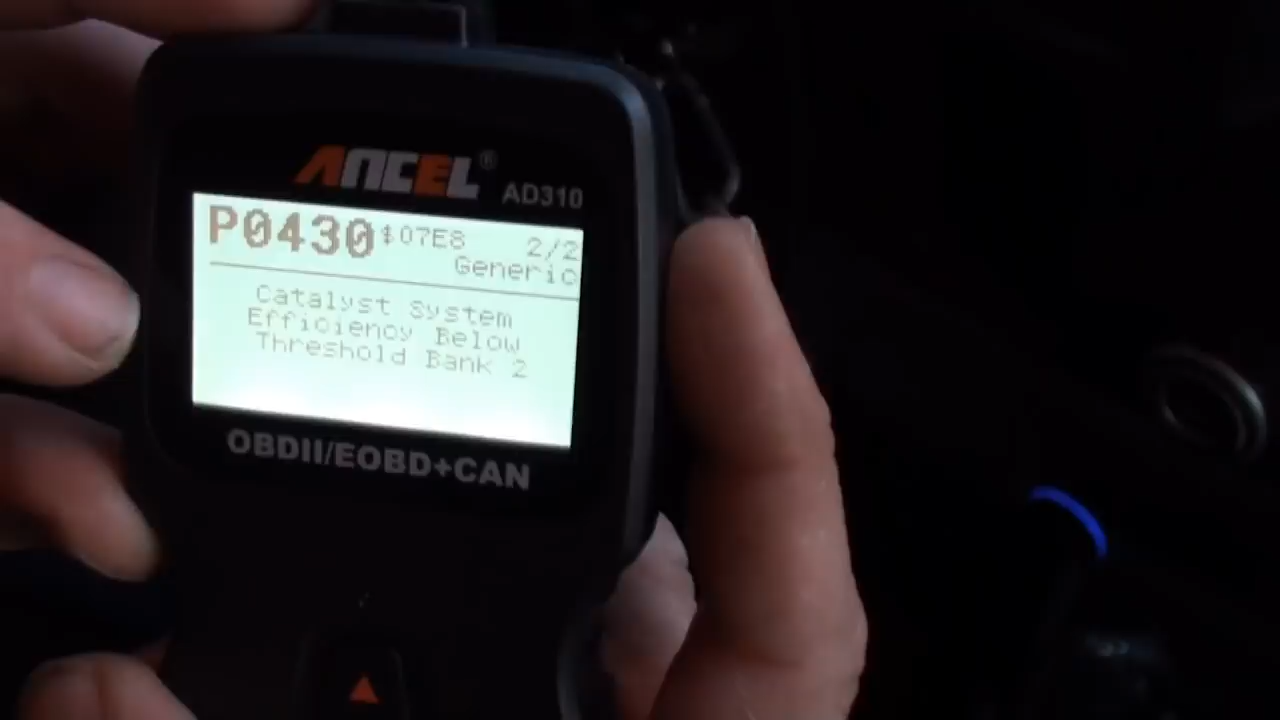 ANCEL®
AD310
P0430 $07E8 2/2
Generic
Catalyst System
Efficiency Below
Threshold Bank 2
OBDII/EOBD+CAN